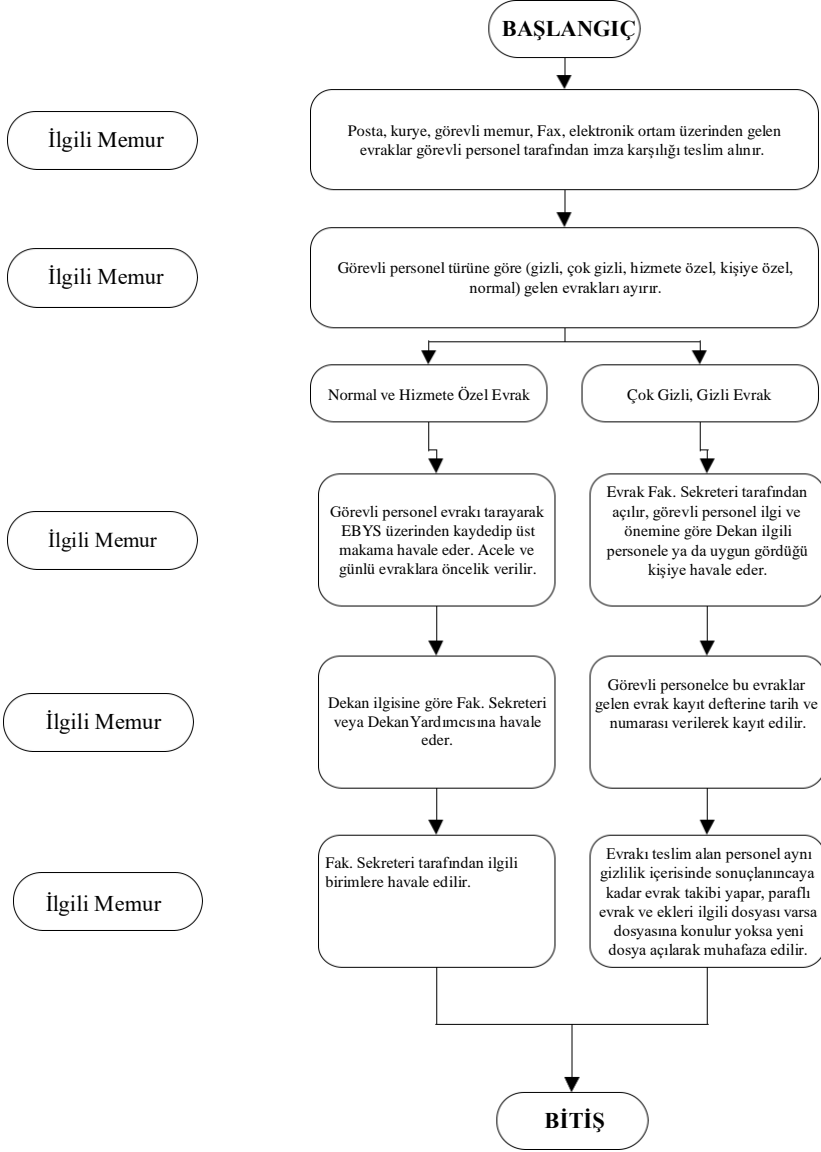 BAŞLANGIÇ
İlgili Memur
Posta, kurye, görevli memur, Fax, elektronik ortam üzerinden gelen
evraklar görevli personel tarafından imza karşılığı teslim alınır.
İlgili Memur
Görevli personel türüne göre (gizli, çok gizli, hizmete özel, kişiye özel,
normal) gelen evrakları ayırır.
Normal ve Hizmete Özel Evrak
Çok Gizli, Gizli Evrak
İlgili Memur
Görevli personel evrakı tarayarak
EBYS üzerinden kaydedip üst
makama havale eder. Acele ve
günlü evraklara öncelik verilir.
Evrak Fak. Sekreteri tarafından
açılır, görevli personel ilgi ve
önemine göre Dekan ilgili
personele ya da uygun gördüğü
kişiye havale eder.
İlgili Memur
Dekan ilgisine göre Fak. Sekreteri
veya DekanYardımcısına havale
eder.
Görevli personelce bu evraklar
gelen evrak kayıt defterine tarih ve
numarası verilerek kayıt edilir.
İlgili Memur
Fak. Sekreteri tarafından ilgili
birimlere havale edilir.
Evrakı teslim alan personel aynı
gizlilik içerisinde sonuçlanıncaya
kadar evrak takibi yapar, paraflı
evrak ve ekleri ilgili dosyası varsa
dosyasına konulur yoksa yeni
dosya açılarak muhafaza edilir.
BİTİŞ